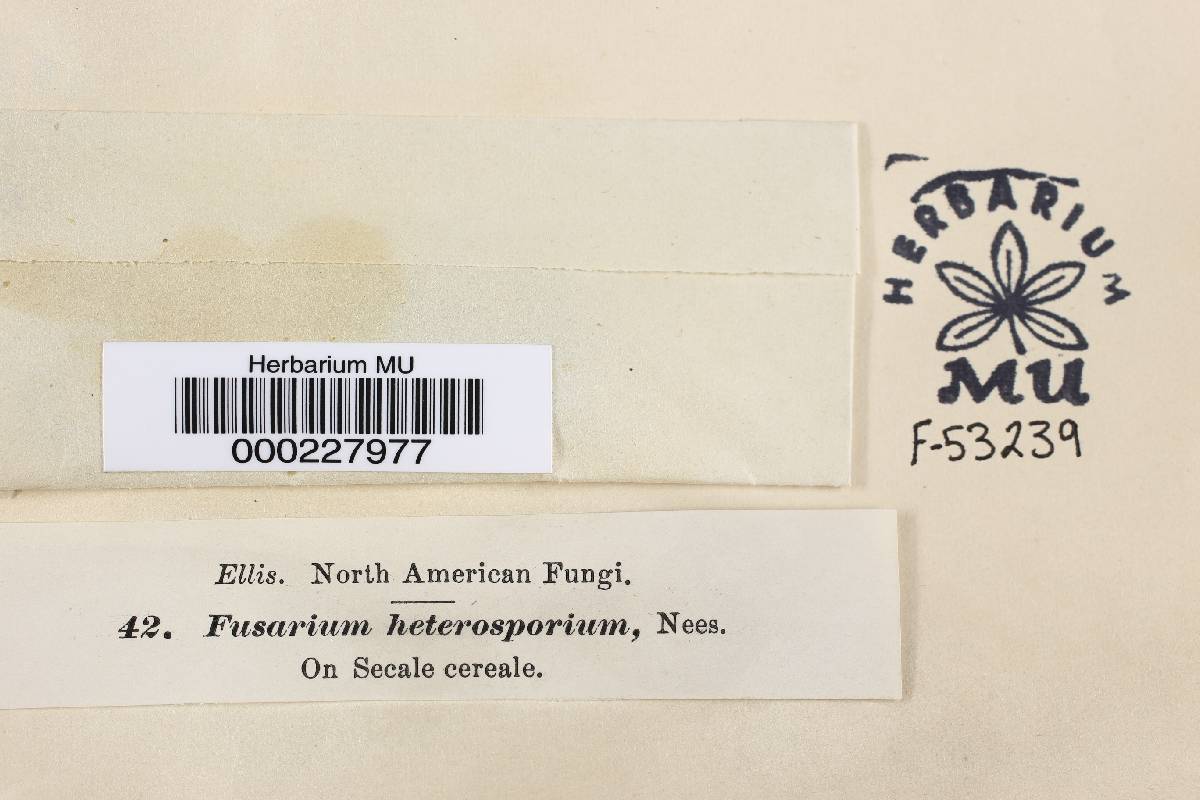 HERBARIUM
MU
F-53239
Herbarium MU
000227977
Ellis. North American Fungi.
42. Fusarium heterosporium, Nees.
On Secale cereale.